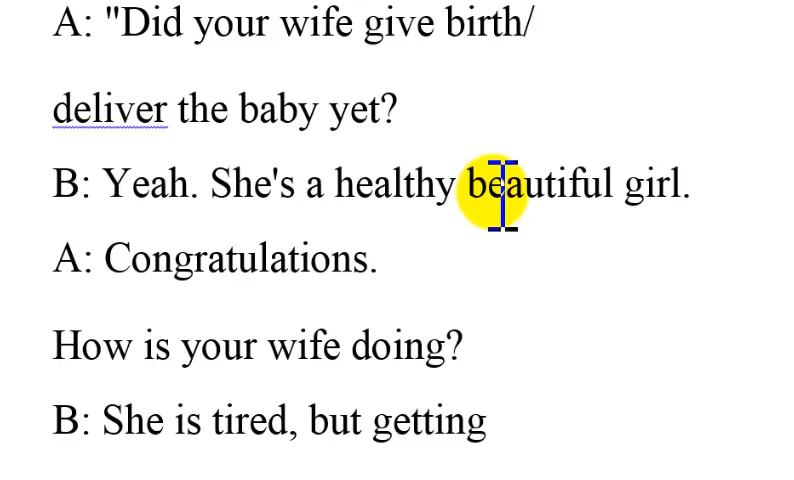 A: "Did your wife give birth/
deliver the baby yet?
B: Yeah. She's a healthy beautiful girl.
A: Congratulations.
How is your wife doing?
B: She is tired, but getting